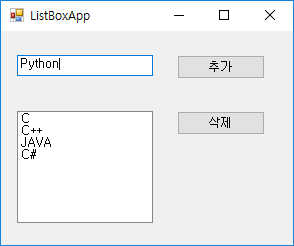 ListBoxApp
Python
추가
C
C++
JAVA
C#
삭제